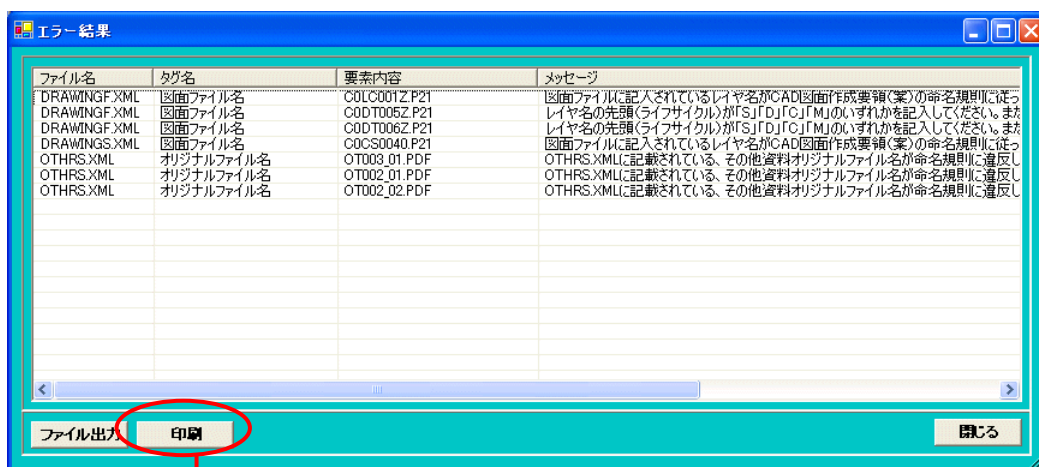 エラー結果
ファイル名 タグ名 要素内容 メッセージ
DRAWINGF.XML 図面ファイル名 C0LC001Z.P21 図面ファイルに記入されているレイヤ名がCAD図面作成要領(案)の命名規則に従っ
DRAWINGF.XML 図面ファイル名 C0DT005Z.P21 レイヤ名の先頭(ライフサイクル)が「S」「D」「C」「M」のいずれかを記入してください。また
DRAWINGF.XML 図面ファイル名 C0DT006Z.P21 レイヤ名の先頭(ライフサイクル)が「S」「D」「C」「M」のいずれかを記入してください。また
DRAWINGS.XML 図面ファイル名 C0CS0040.P21 図面ファイルに記入されているレイヤ名がCAD図面作成要領(案)の命名規則に従っ
OTHRS.XML オリジナルファイル名 OT003_01.PDF OTHRS.XMLに記載されている、その他資料オリジナルファイル名が命名規則に違反し
OTHRS.XML オリジナルファイル名 OT002_01.PDF OTHRS.XMLに記載されている、その他資料オリジナルファイル名が命名規則に違反し
OTHRS.XML オリジナルファイル名 OT002_02.PDF OTHRS.XMLに記載されている、その他資料オリジナルファイル名が命名規則に違反し
ファイル出力 印刷 閉じる